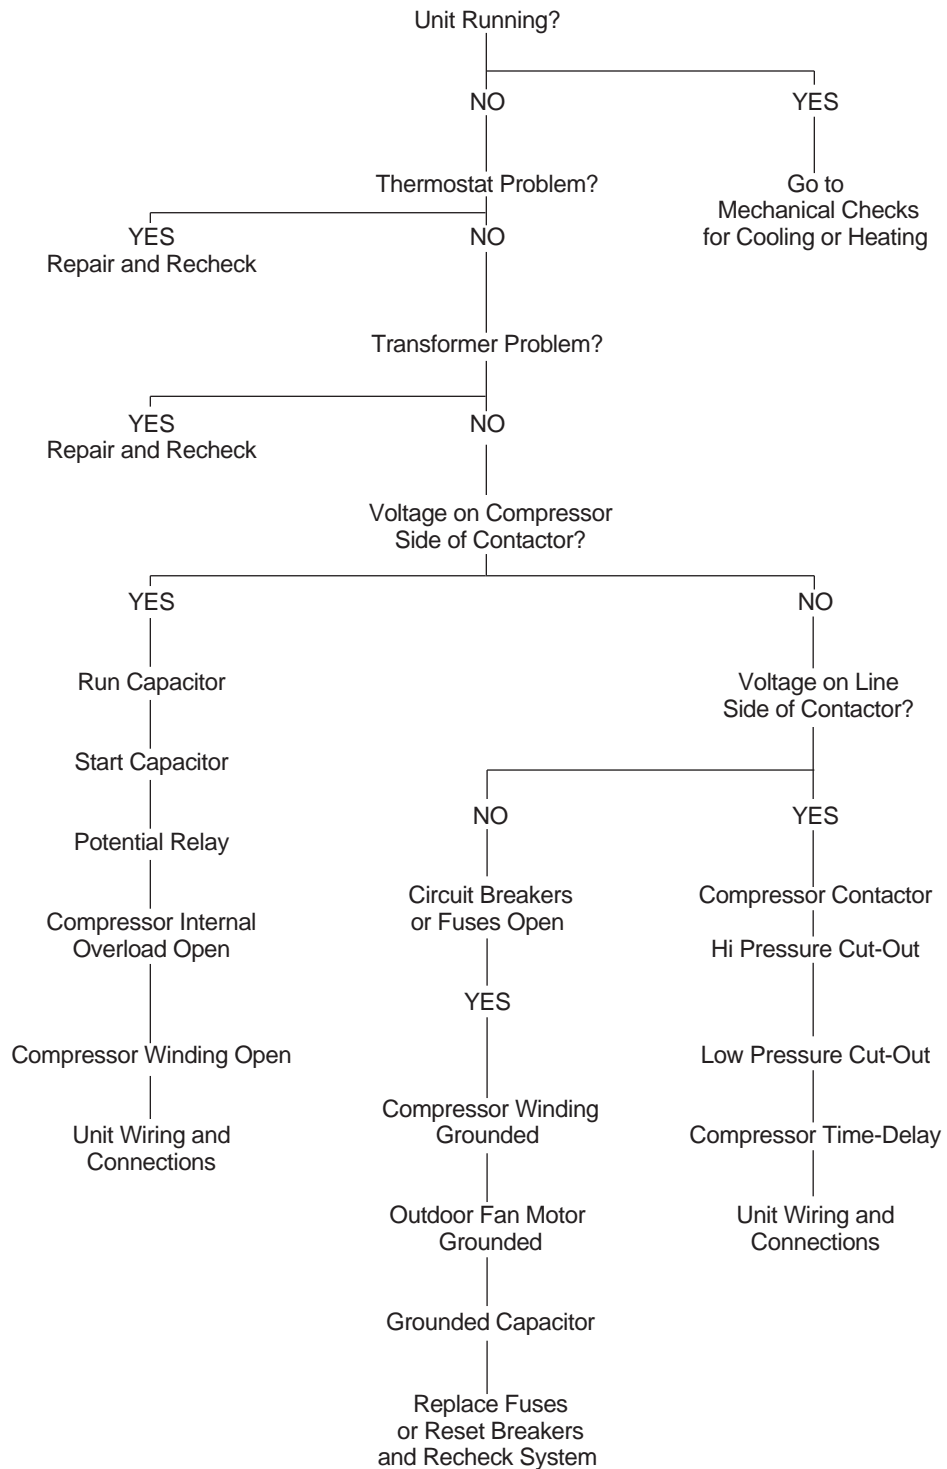 Unit Running?
NO
YES
Thermostat Problem?
Go to
Mechanical Checks
for Cooling or Heating
YES
Repair and Recheck
NO
Transformer Problem?
YES
Repair and Recheck
NO
Voltage on Compressor
Side of Contactor?
YES
NO
Run Capacitor
Start Capacitor
Potential Relay
Compressor Internal
Overload Open
Compressor Winding Open
Unit Wiring and
Connections
Voltage on Line
Side of Contactor?
NO
YES
Circuit Breakers
or Fuses Open
YES
Compressor Winding
Grounded
Outdoor Fan Motor
Grounded
Grounded Capacitor
Replace Fuses
or Reset Breakers
and Recheck System
Compressor Contactor
Hi Pressure Cut-Out
Low Pressure Cut-Out
Compressor Time-Delay
Unit Wiring and
Connections